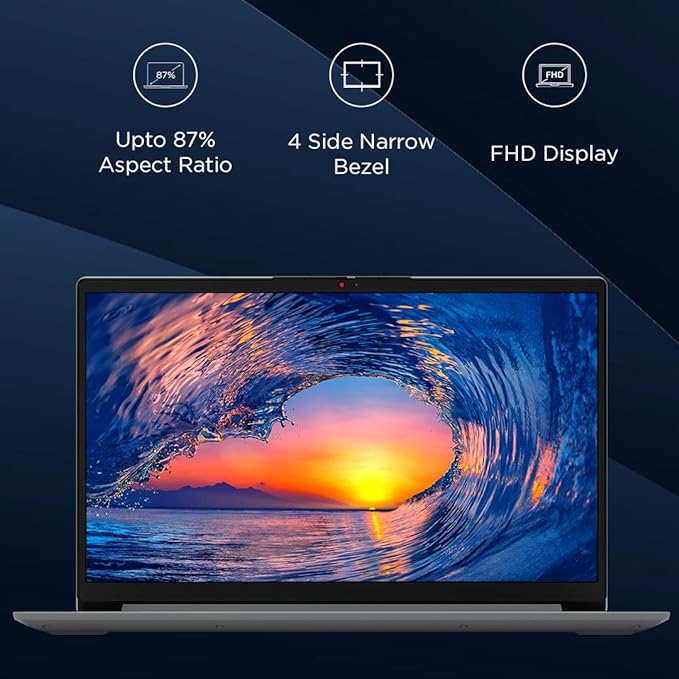 87%
FHD
Upto 87%
Aspect Ratio
4 Side Narrow
Bezel
FHD Display